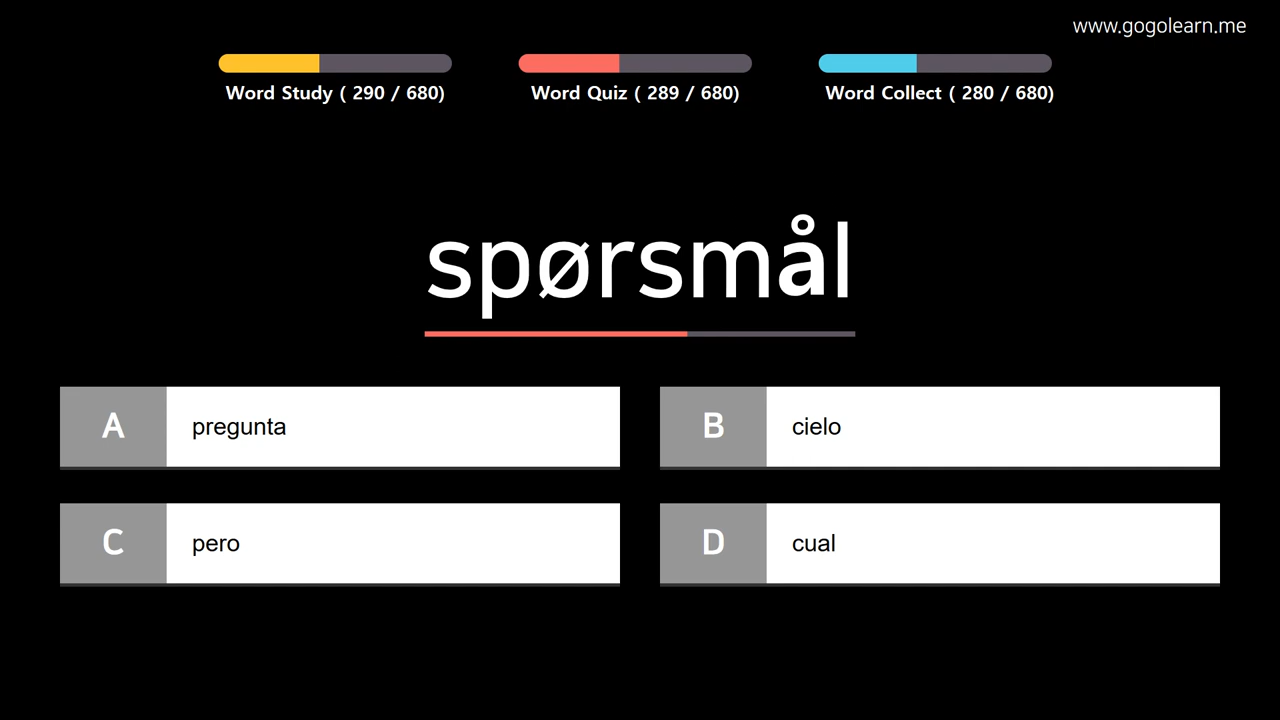 www.gogolearn.me
Word Study ( 290 / 680)
Word Quiz ( 289 / 680)
Word Collect ( 280 / 680)
spørsmål
A pregunta
B cielo
C pero
D cual